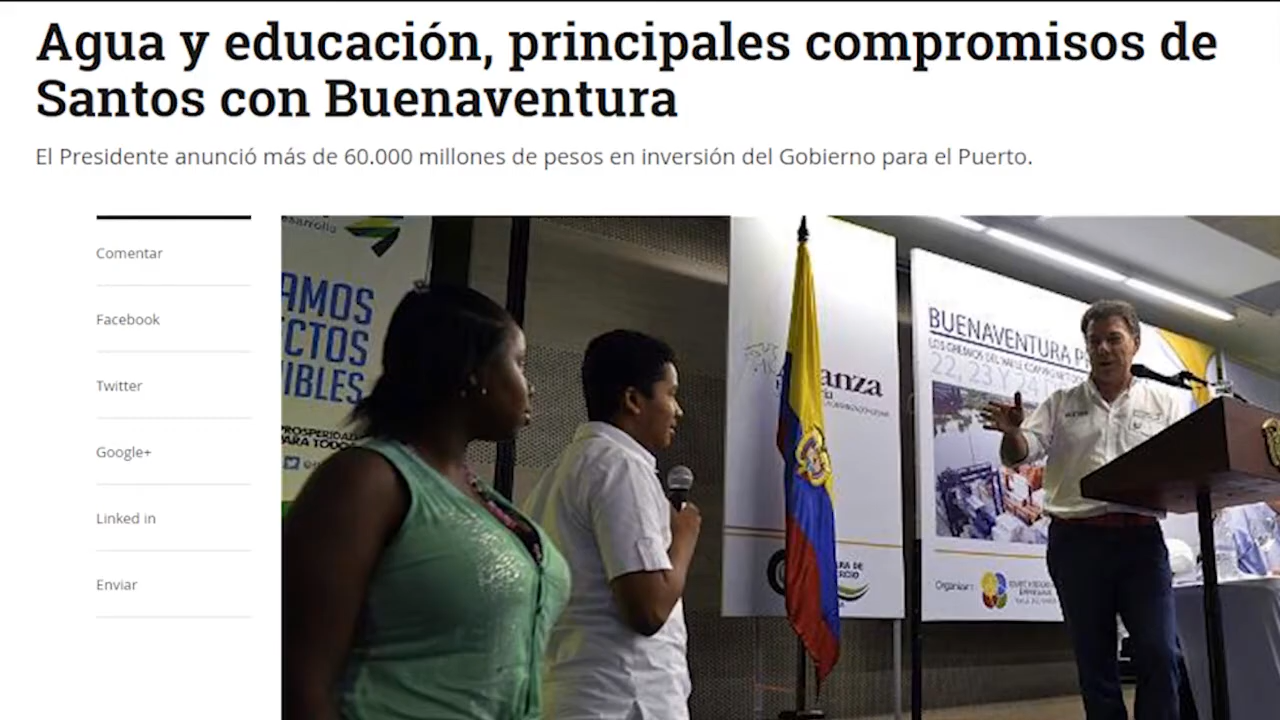 Agua y educación, principales compromisos de
Santos con Buenaventura
El Presidente anunció más de 60.000 millones de pesos en inversión del Gobierno para el Puerto.
Comentar
Facebook
Twitter
Google+
Linked in
Enviar
AMOS
CTOS
IBLES
PROSPERIDAD
PARA TODOS
anza
BUENAVENTURA
22, 23 Y 24